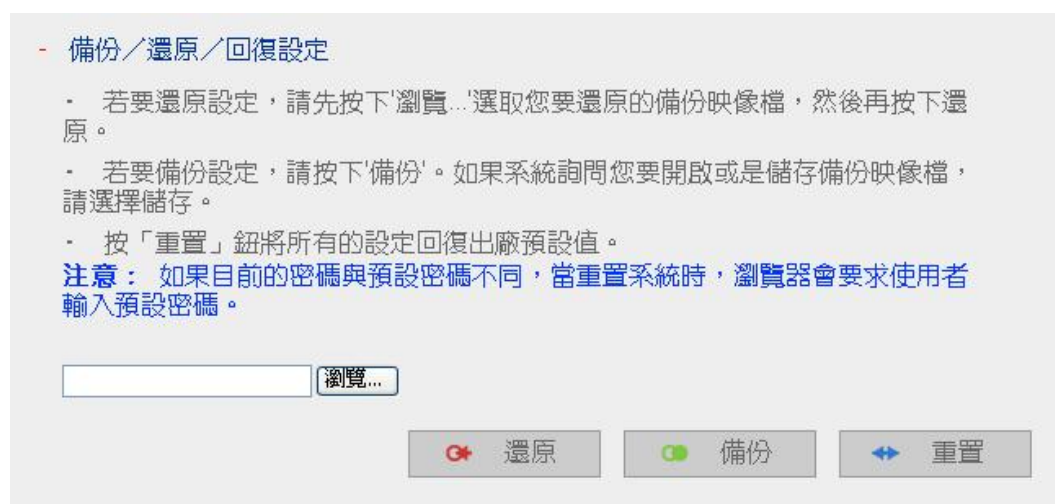 - 備份／還原／回復設定
- 若要還原設定，請先按下'瀏覽...'選取您要還原的備份映像檔，然後再按下還
原。
- 若要備份設定，請按下'備份'。如果系統詢問您要開啟或是儲存備份映像檔，
請選擇儲存。
- 按「重置」鈕將所有的設定回復出廠預設值。
注意： 如果目前的密碼與預設密碼不同，當重置系統時，瀏覽器會要求使用者
輸入預設密碼。
瀏覽...
還原 備份 重置